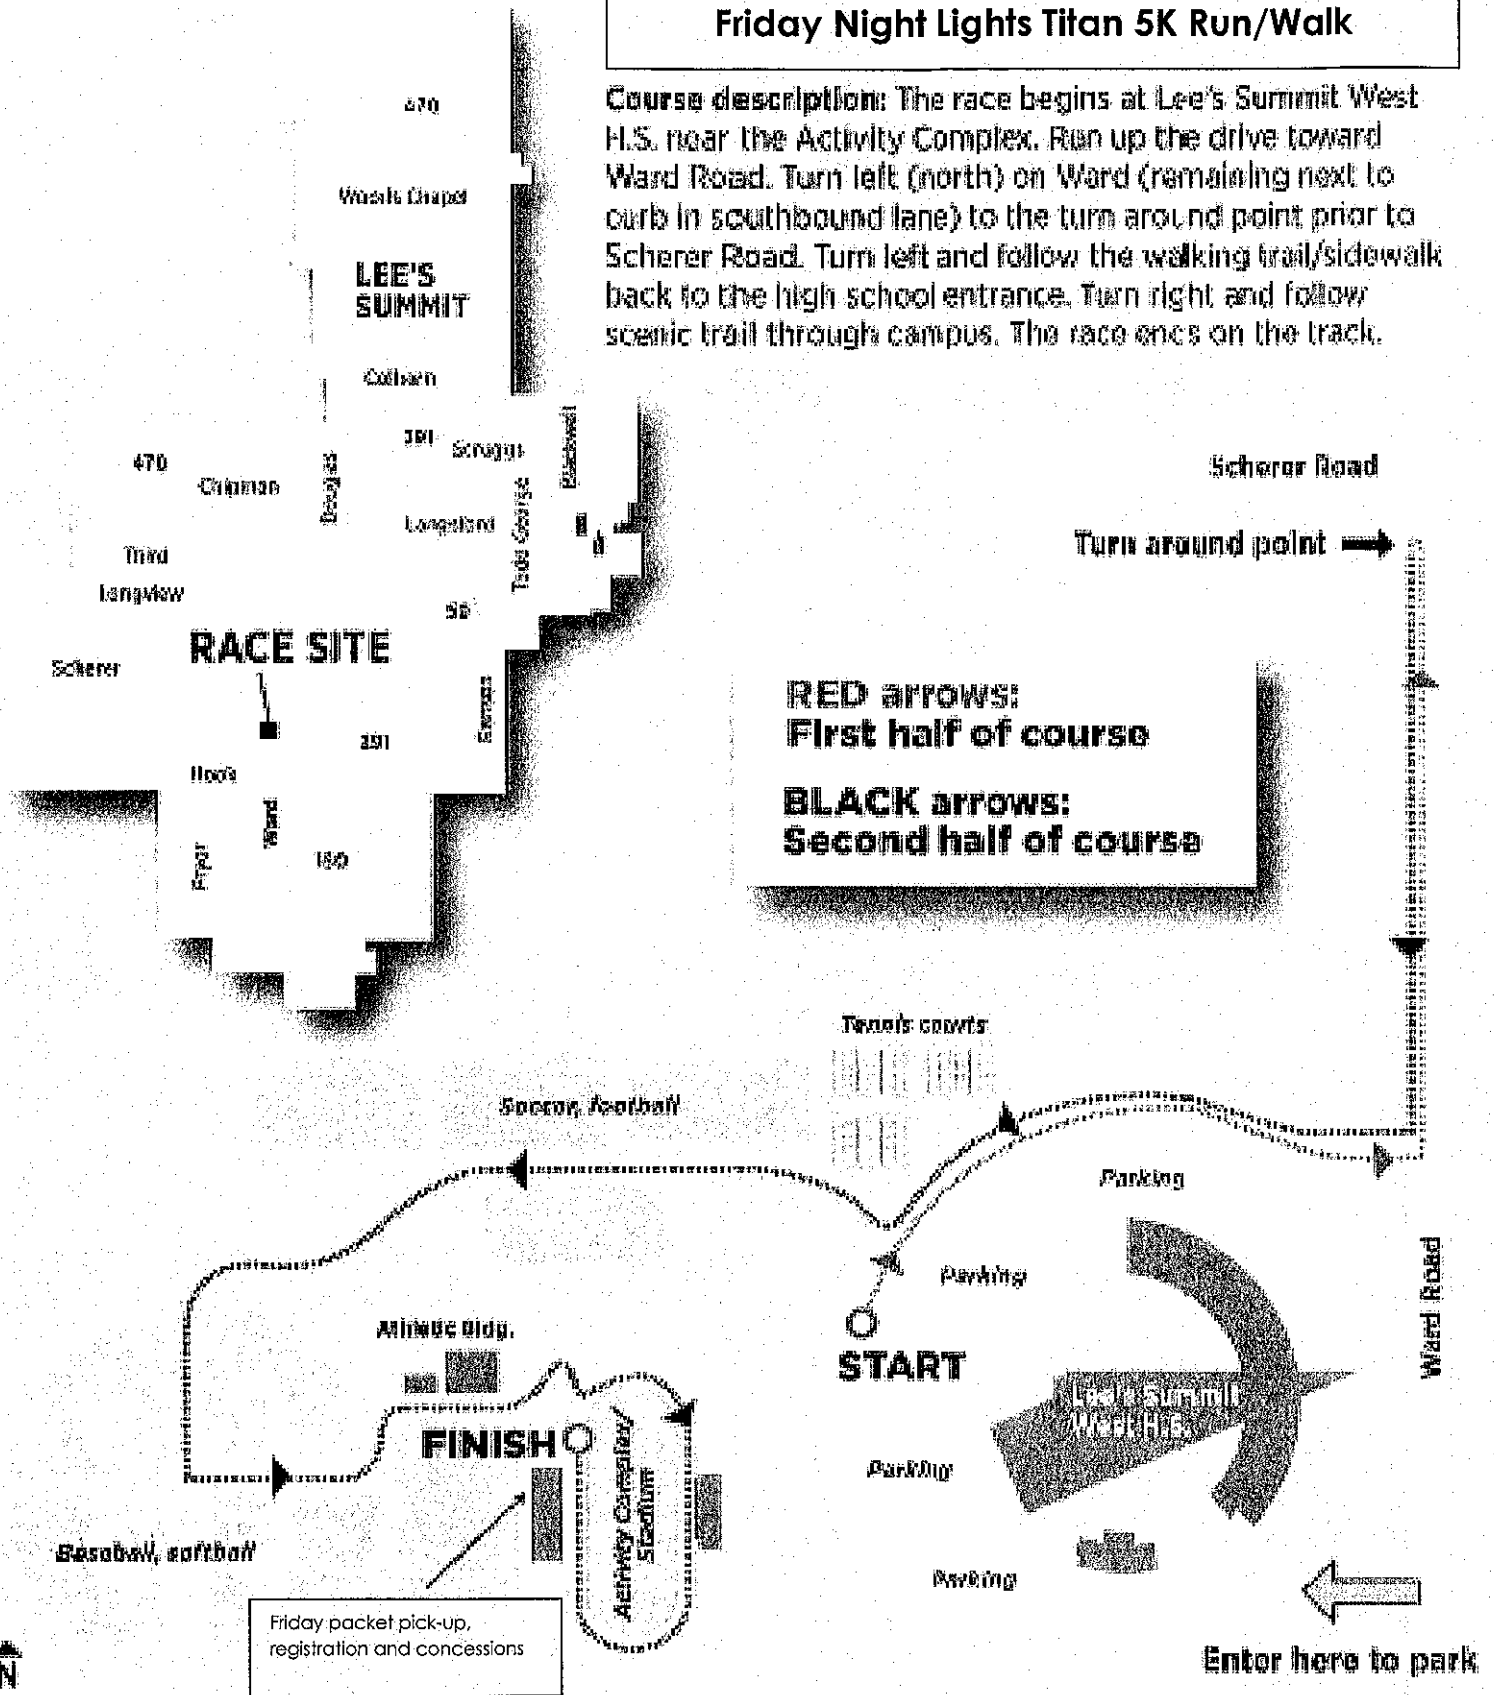 Friday Night Lights Titan 5K Run/Walk
Course description: The race begins at Lee's Summit West
H.S. near the Activity Complex. Run up the drive toward
Ward Road. Turn left (north) on Ward (remaining next to
curb in southbound lane) to the turn around point prior to
Scherer Road. Turn left and follow the walking trail/sidewalk
back to the high school entrance. Turn right and follow
scenic trail through campus. The race ends on the track.
470
Woods Chapel
LEE'S
SUMMIT
Colbern
291
Scruggs
Blackwell
470
Chipman
Douglas
Langsford
Todd George
Third
Longview
50
RACE SITE
Scherer
Ranson
291
Hook
Ward
Pryor
150
Scherer Road
Turn around point
RED arrows:
First half of course
BLACK arrows:
Second half of course
Tennis courts
Soccer, football
Parking
Parking
Ward Road
Athletic Bldg.
START
Lee's Summit
West H.S.
FINISH
Activity Complex
Stadium
Parking
Baseball, softball
Parking
Friday packet pick-up,
registration and concessions
Enter here to park
N